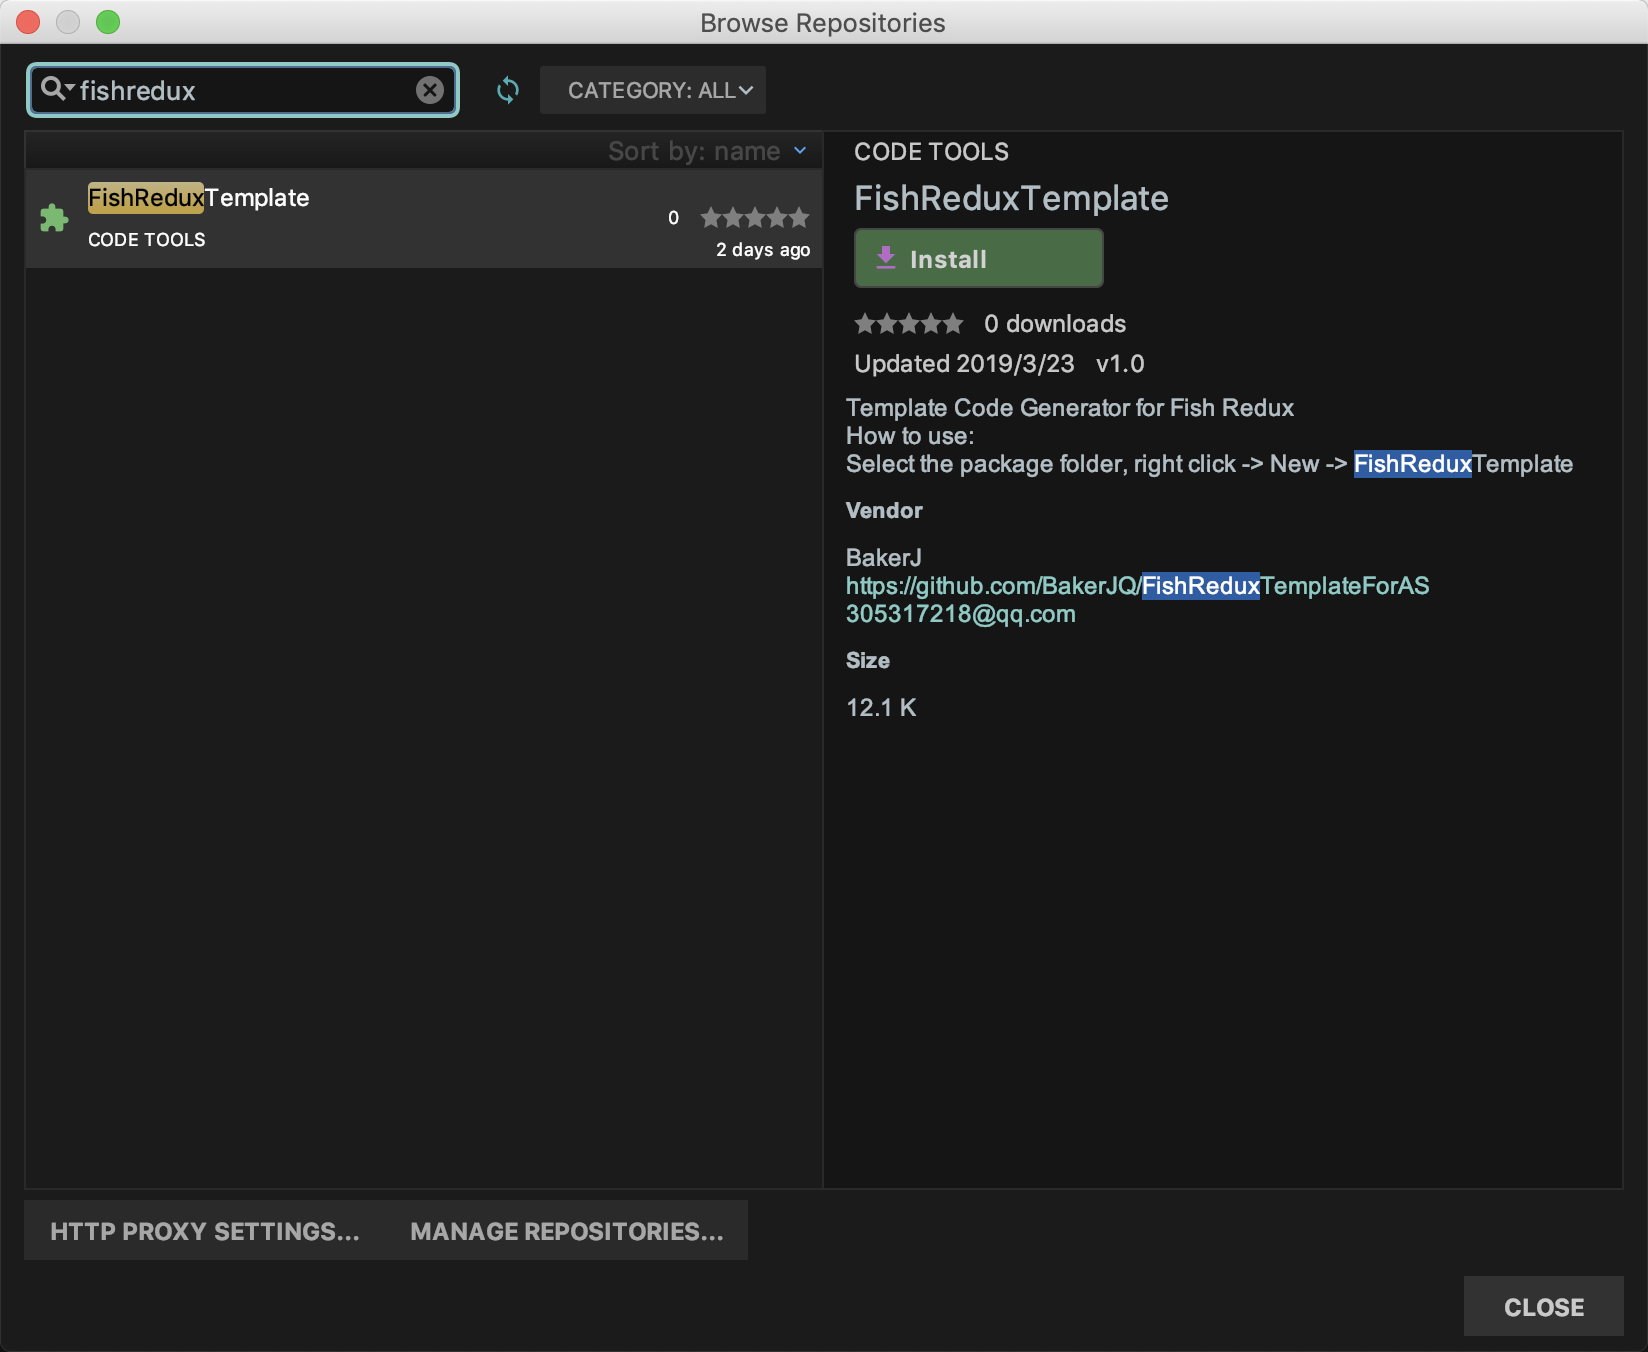 Browse Repositories
fishredux
CATEGORY: ALL
Sort by: name
FishReduxTemplate
0
CODE TOOLS
2 days ago
CODE TOOLS
FishReduxTemplate
Install
0 downloads
Updated 2019/3/23 v1.0
Template Code Generator for Fish Redux
How to use:
Select the package folder, right click -> New -> FishReduxTemplate
Vendor
BakerJ
https://github.com/BakerJQ/FishReduxTemplateForAS
305317218@qq.com
Size
12.1 K
HTTP PROXY SETTINGS...
MANAGE REPOSITORIES...
CLOSE